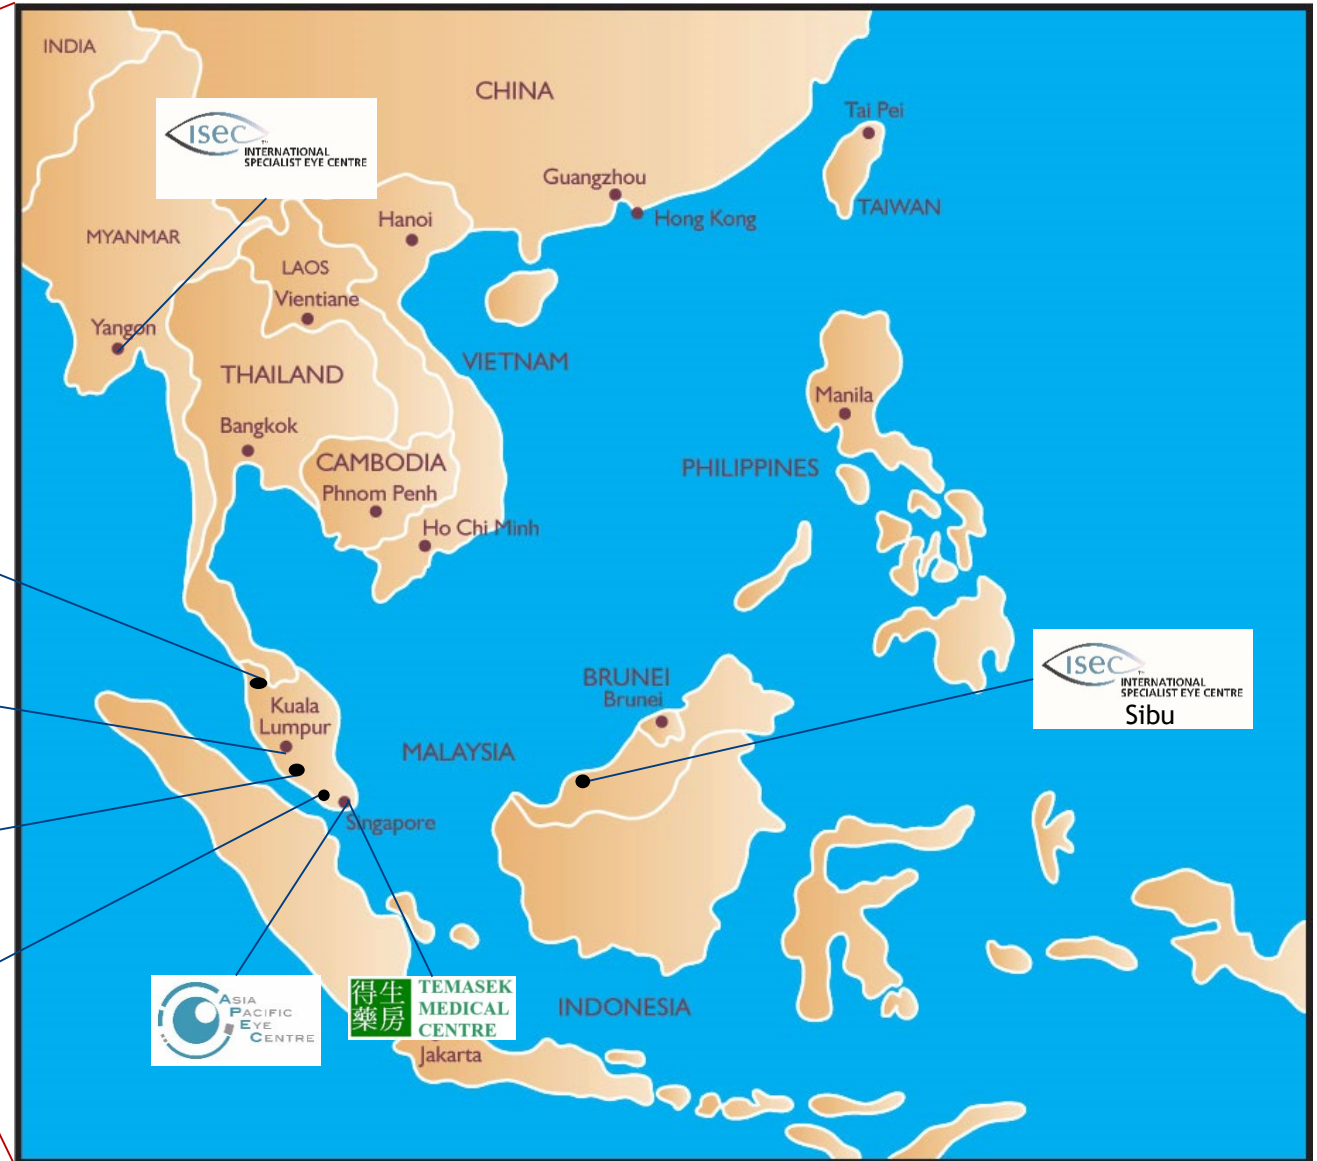 INDIA
CHINA
Tai Pei
isec
INTERNATIONAL
SPECIALIST EYE CENTRE
Guangzhou
Hong Kong
TAIWAN
Hanoi
MYANMAR
LAOS
Vientiane
Yangon
VIETNAM
THAILAND
Manila
Bangkok
CAMBODIA
PHILIPPINES
Phnom Penh
Ho Chi Minh
BRUNEI
Brunei
isec
INTERNATIONAL
SPECIALIST EYE CENTRE
Sibu
Kuala
Lumpur
MALAYSIA
Singapore
ASIA
PACIFIC
EYE
CENTRE
得生
藥房
TEMASEK
MEDICAL
CENTRE
INDONESIA
Jakarta